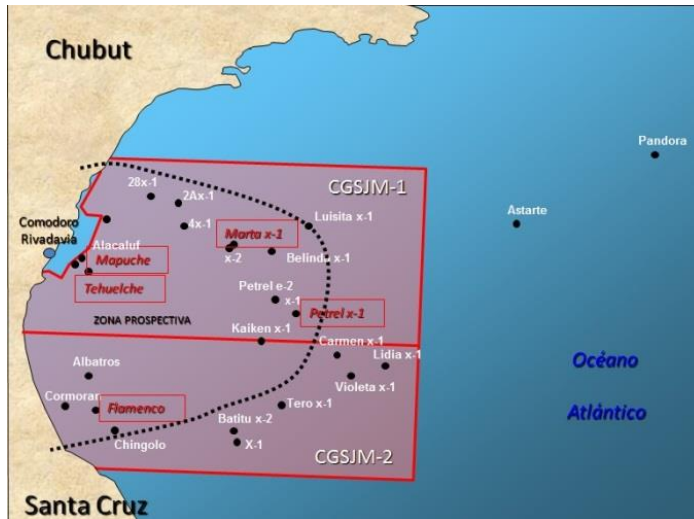 Chubut
Pandora
CGSJM-1
28x-1
2Ax-1
Astarte
Luisita x-1
Comodoro
Rivadavia
4x-1
Marta x-1
Alacaluf
x-2
Belinda x-1
Mapuche
Tehuelche
Petrel e-2
x-1
Petrel x-1
ZONA PROSPECTIVA
Kaiken x-1
Carmen x-1
Lidia x-1
Océano
Albatros
Violeta x-1
Cormoran
Flamenco
Tero x-1
Atlántico
Batitu x-2
Chingolo
X-1
CGSJM-2
Santa Cruz